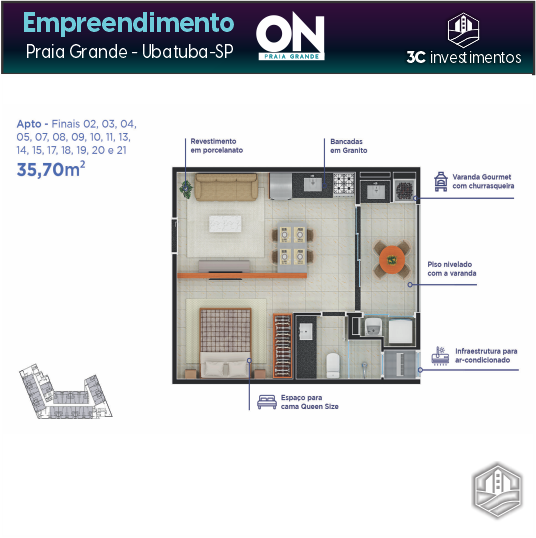 Empreendimento
Praia Grande - Ubatuba-SP
ON
PRAIA GRANDE
3C investimentos
Apto - Finais 02, 03, 04,
05, 07, 08, 09, 10, 11, 13,
14, 15, 17, 18, 19, 20 e 21
35,70m²
Revestimento
em porcelanato
Bancadas
em Granito
Varanda Gourmet
com churrasqueira
Piso nivelado
com a varanda
Infraestrutura para
ar-condicionado
Espaço para
cama Queen Size